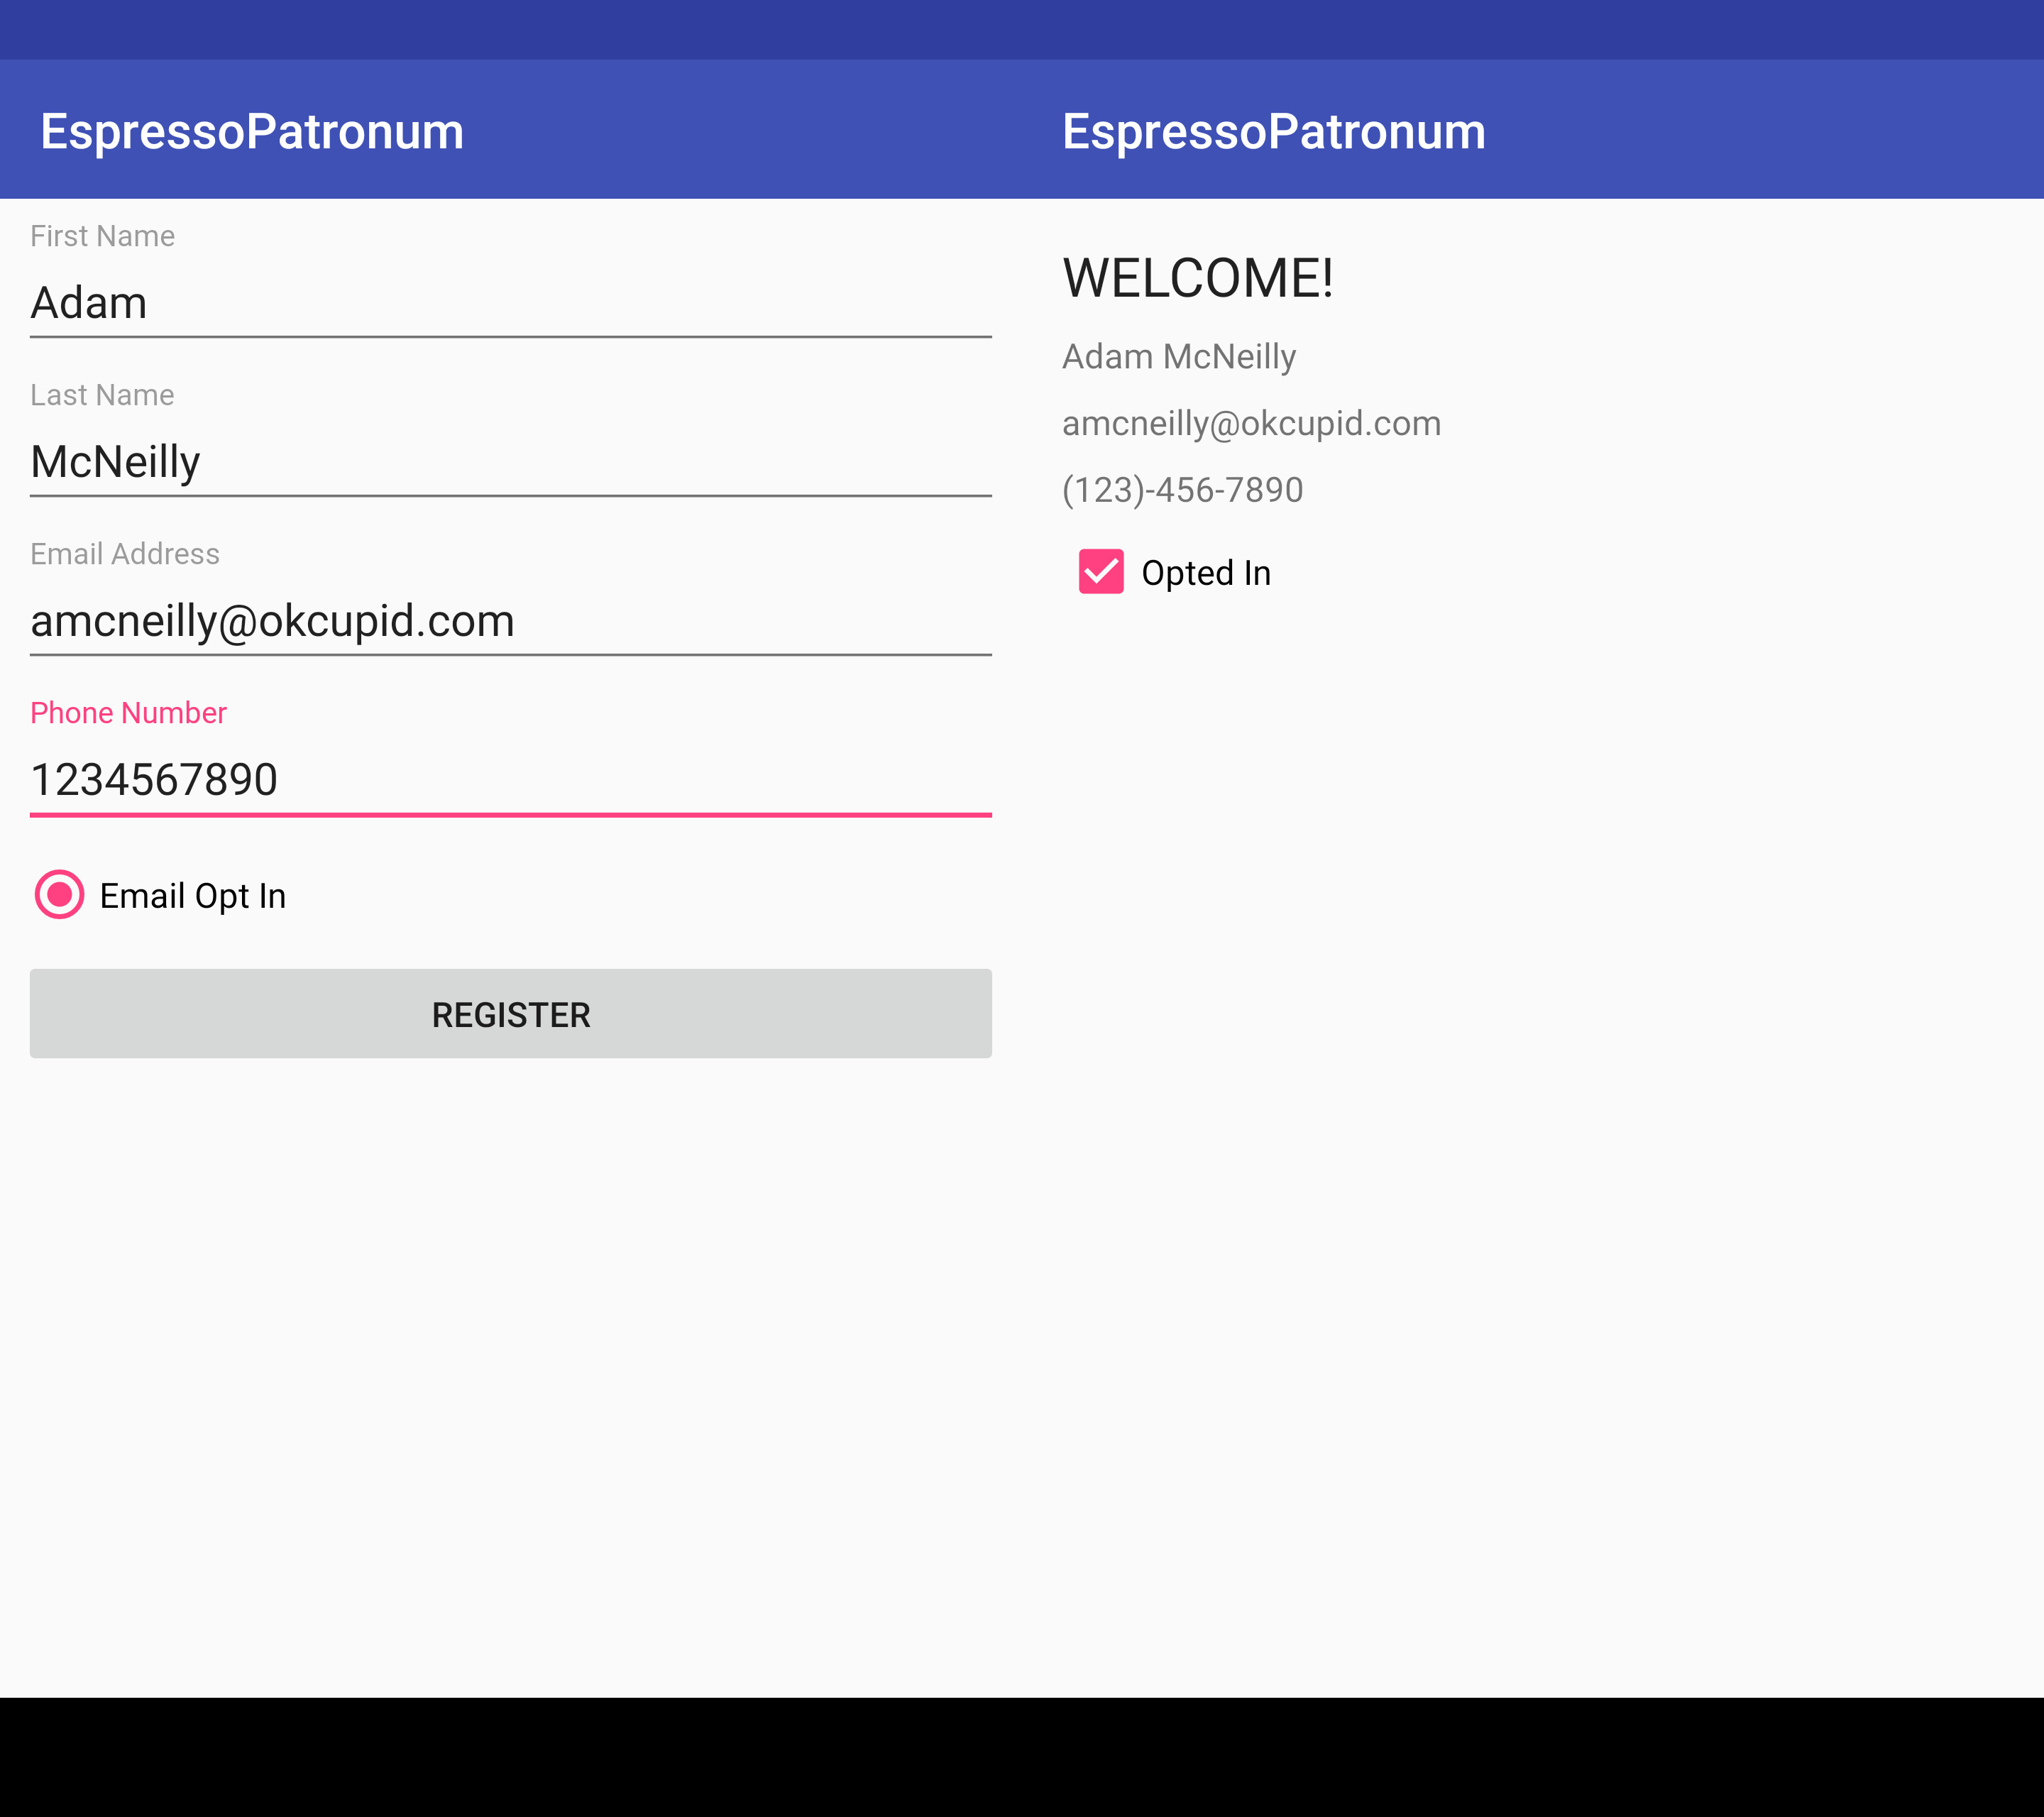 EspressoPatronum
First Name
Adam
Last Name
McNeilly
Email Address
amcneilly@okcupid.com
Phone Number
1234567890
Email Opt In
REGISTER
EspressoPatronum
WELCOME!
Adam McNeilly
amcneilly@okcupid.com
(123)-456-7890
Opted In